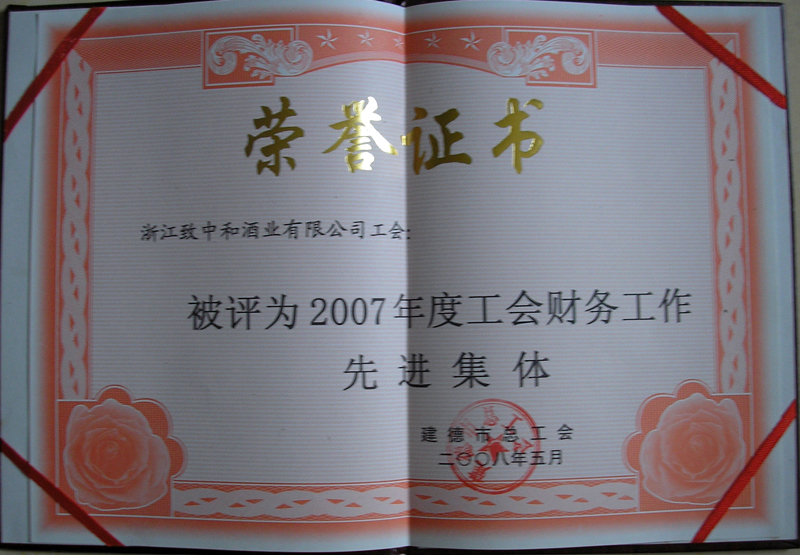 荣誉证书
浙江致中和酒业有限公司工会:
被评为2007年度工会财务工作
先进集体
建德市总工会
二〇〇八年五月